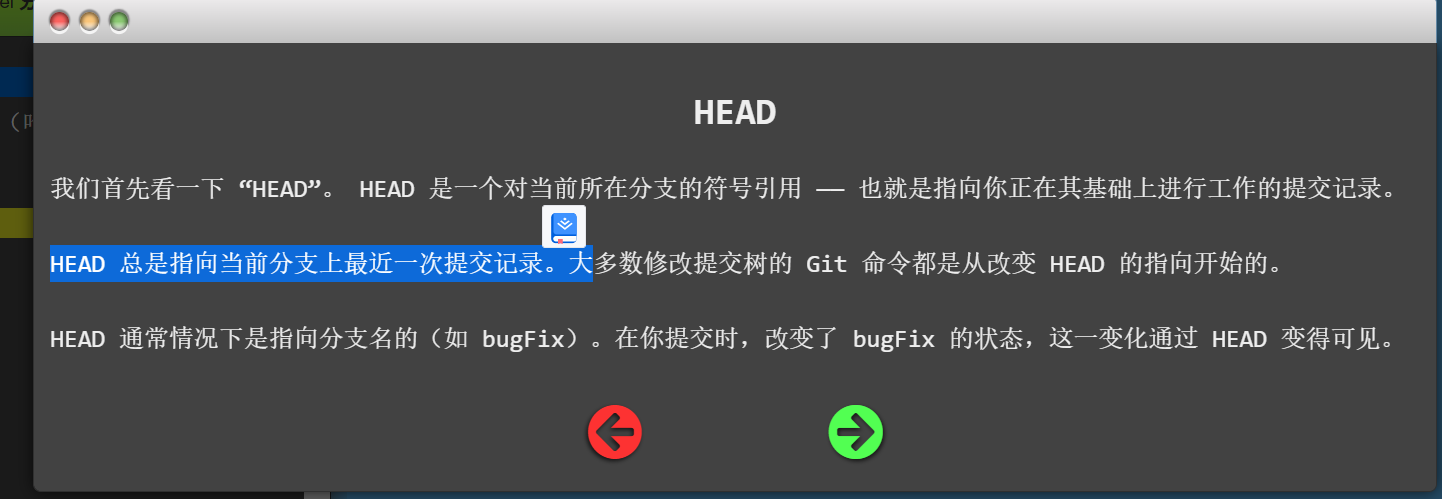 HEAD
我们首先看一下 “HEAD”。 HEAD 是一个对当前所在分支的符号引用 —— 也就是指向你正在其基础上进行工作的提交记录。
HEAD 总是指向当前分支上最近一次提交记录。大多数修改提交树的 Git 命令都是从改变 HEAD 的指向开始的。
HEAD 通常情况下是指向分支名的（如 bugFix）。在你提交时，改变了 bugFix 的状态，这一变化通过 HEAD 变得可见。